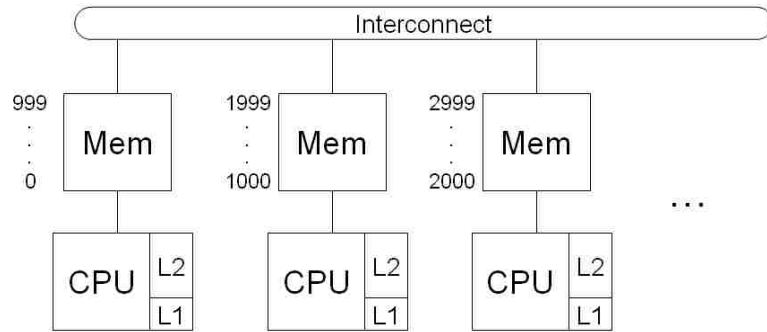 Interconnect
999 1999 2999
. . .
. Mem . Mem . Mem
. . .
0 1000 2000
...
L2 L2 L2
CPU CPU CPU
L1 L1 L1